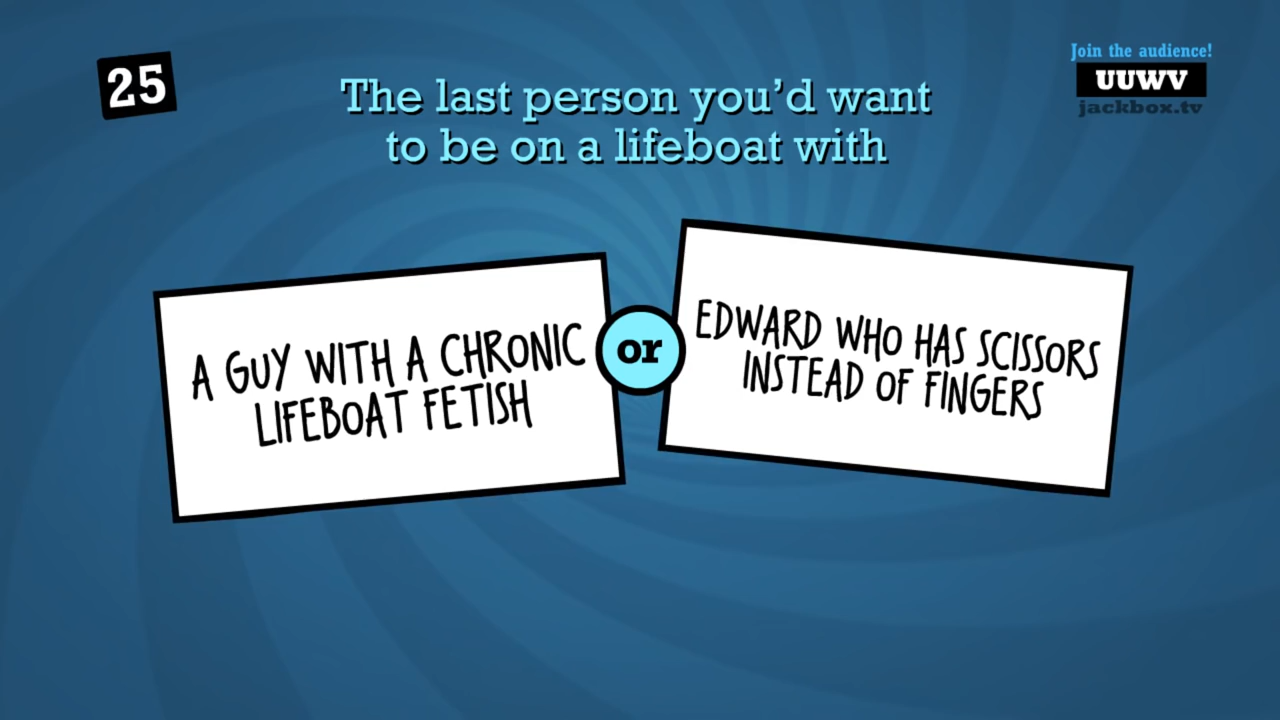 25
Join the audience!
UUWV
jackbox.tv
The last person you'd want
to be on a lifeboat with
A GUY WITH A CHRONIC
LIFEBOAT FETISH
or
EDWARD WHO HAS SCISSORS
INSTEAD OF FINGERS